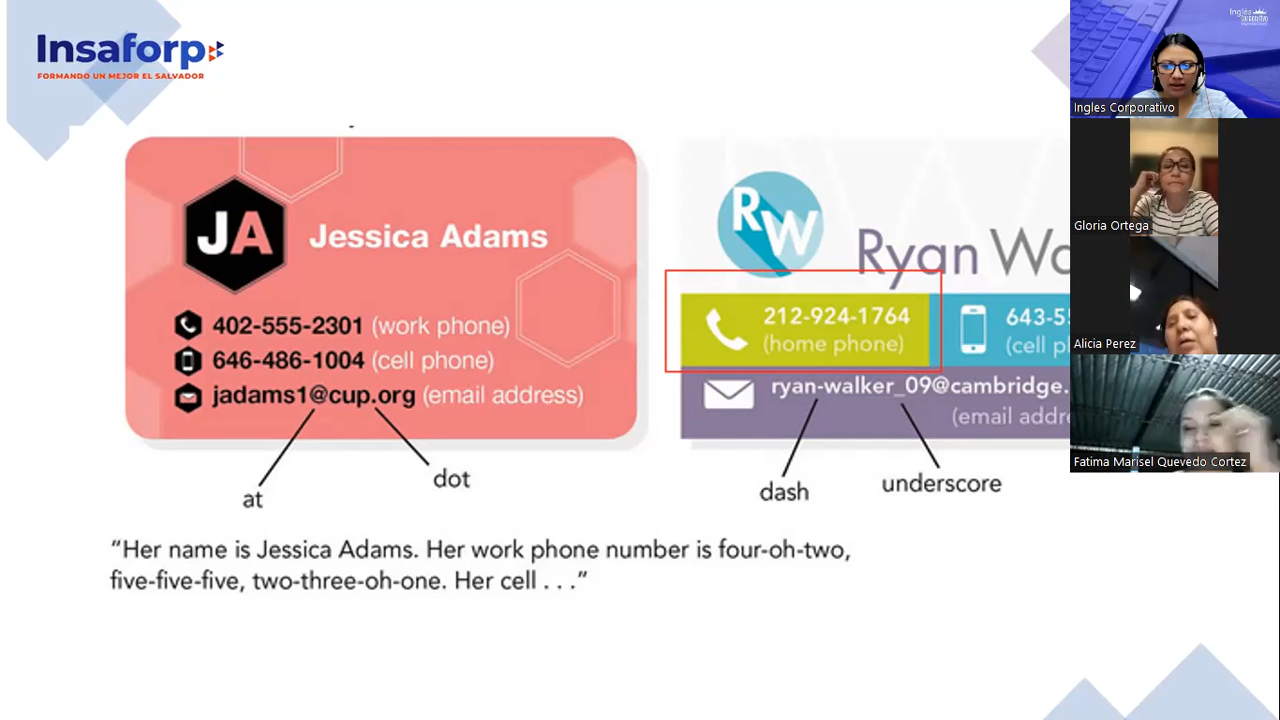 Insaforp
FORMANDO UN MEJOR EL SALVADOR
JA
Jessica Adams
402-555-2301 (work phone)
646-486-1004 (cell phone)
jadams1@cup.org (email address)
at
dot
RW
Ryan Wa
212-924-1764
(home phone)
643-5
(cell p
ryan-walker_09@cambridge.
(email addre
dash
underscore
“Her name is Jessica Adams. Her work phone number is four-oh-two,
five-five-five, two-three-oh-one. Her cell . . .”
Ingles Corporativo
Gloria Ortega
Alicia Perez
Fatima Marisel Quevedo Cortez